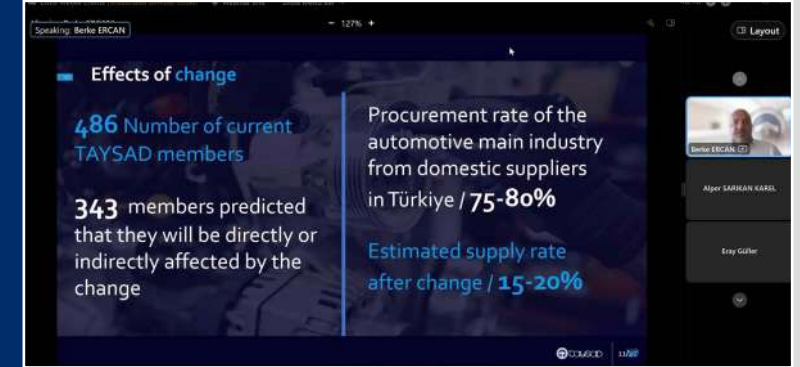 Speaking: Berke ERCAN
127%
Layout
Effects of change
486 Number of current
TAYSAD members
343 members predicted
that they will be directly or
indirectly affected by the
change
Procurement rate of the
automotive main industry
from domestic suppliers
in Türkiye / 75-80%
Estimated supply rate
after change / 15-20%
TAYSAD
Berke ERCAN
Alper SARIKAN KAREL
Eray Güller